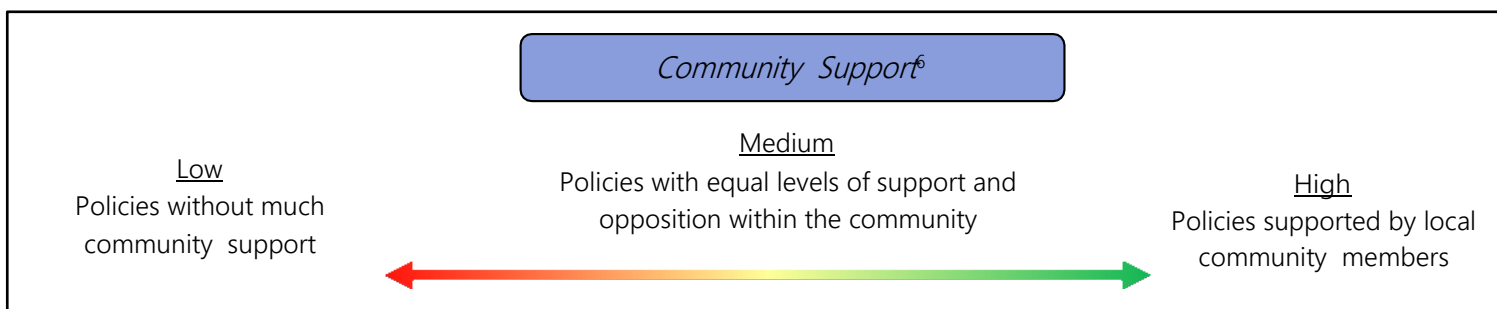 Community Support⁶
Low
Policies without much
community support
Medium
Policies with equal levels of support and
opposition within the community
High
Policies supported by local
community members